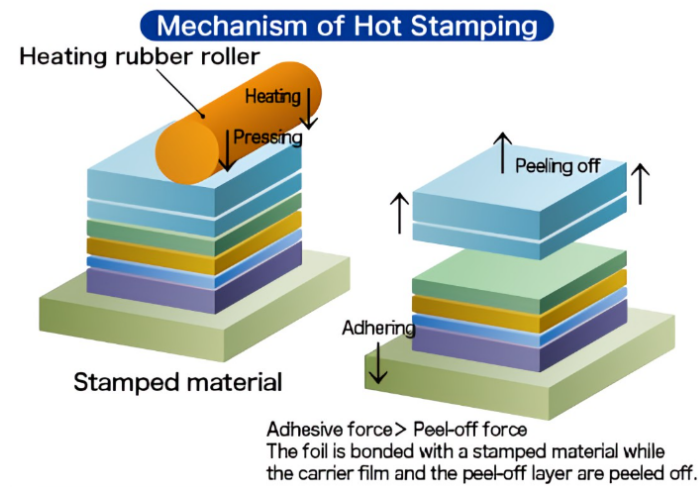 Mechanism of Hot Stamping
Heating rubber roller
Heating
Pressing
Peeling off
Adhering
Stamped material
Adhesive force> Peel-off force
The foil is bonded with a stamped material while
the carrier film and the peel-off layer are peeled off.